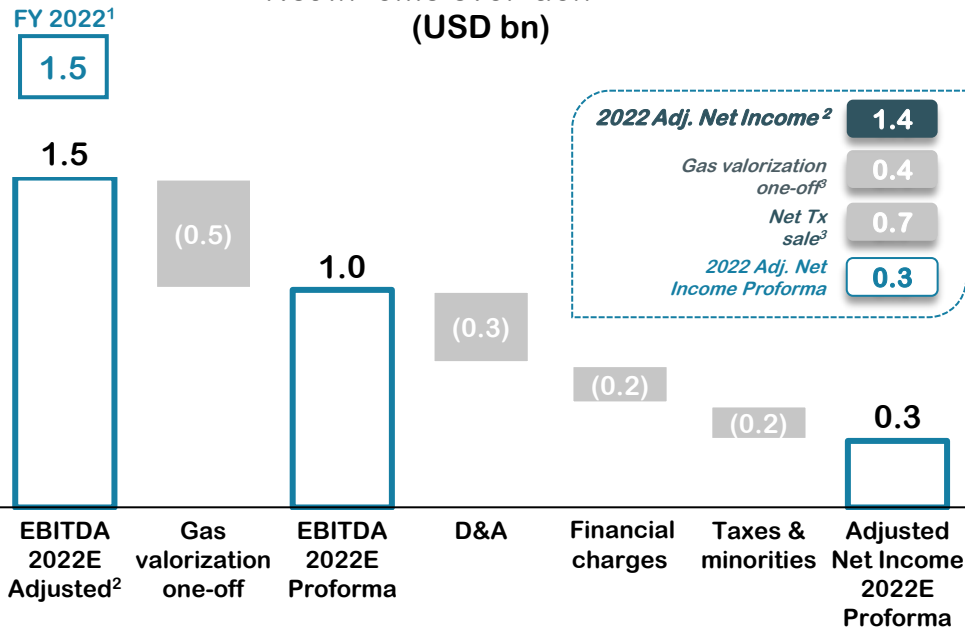 (USD bn)
FY 2022¹
1.5
1.5
(0.5)
1.0
(0.3)
(0.2)
(0.2)
0.3
2022 Adj. Net Income ² 1.4
Gas valorization
one-off³
0.4
Net Tx
sale³
0.7
2022 Adj. Net
Income Proforma
0.3
EBITDA
2022E
Adjusted²
Gas
valorization
one-off
EBITDA
2022E
Proforma
D&A
Financial
charges
Taxes &
minorities
Adjusted
Net Income
2022E
Proforma